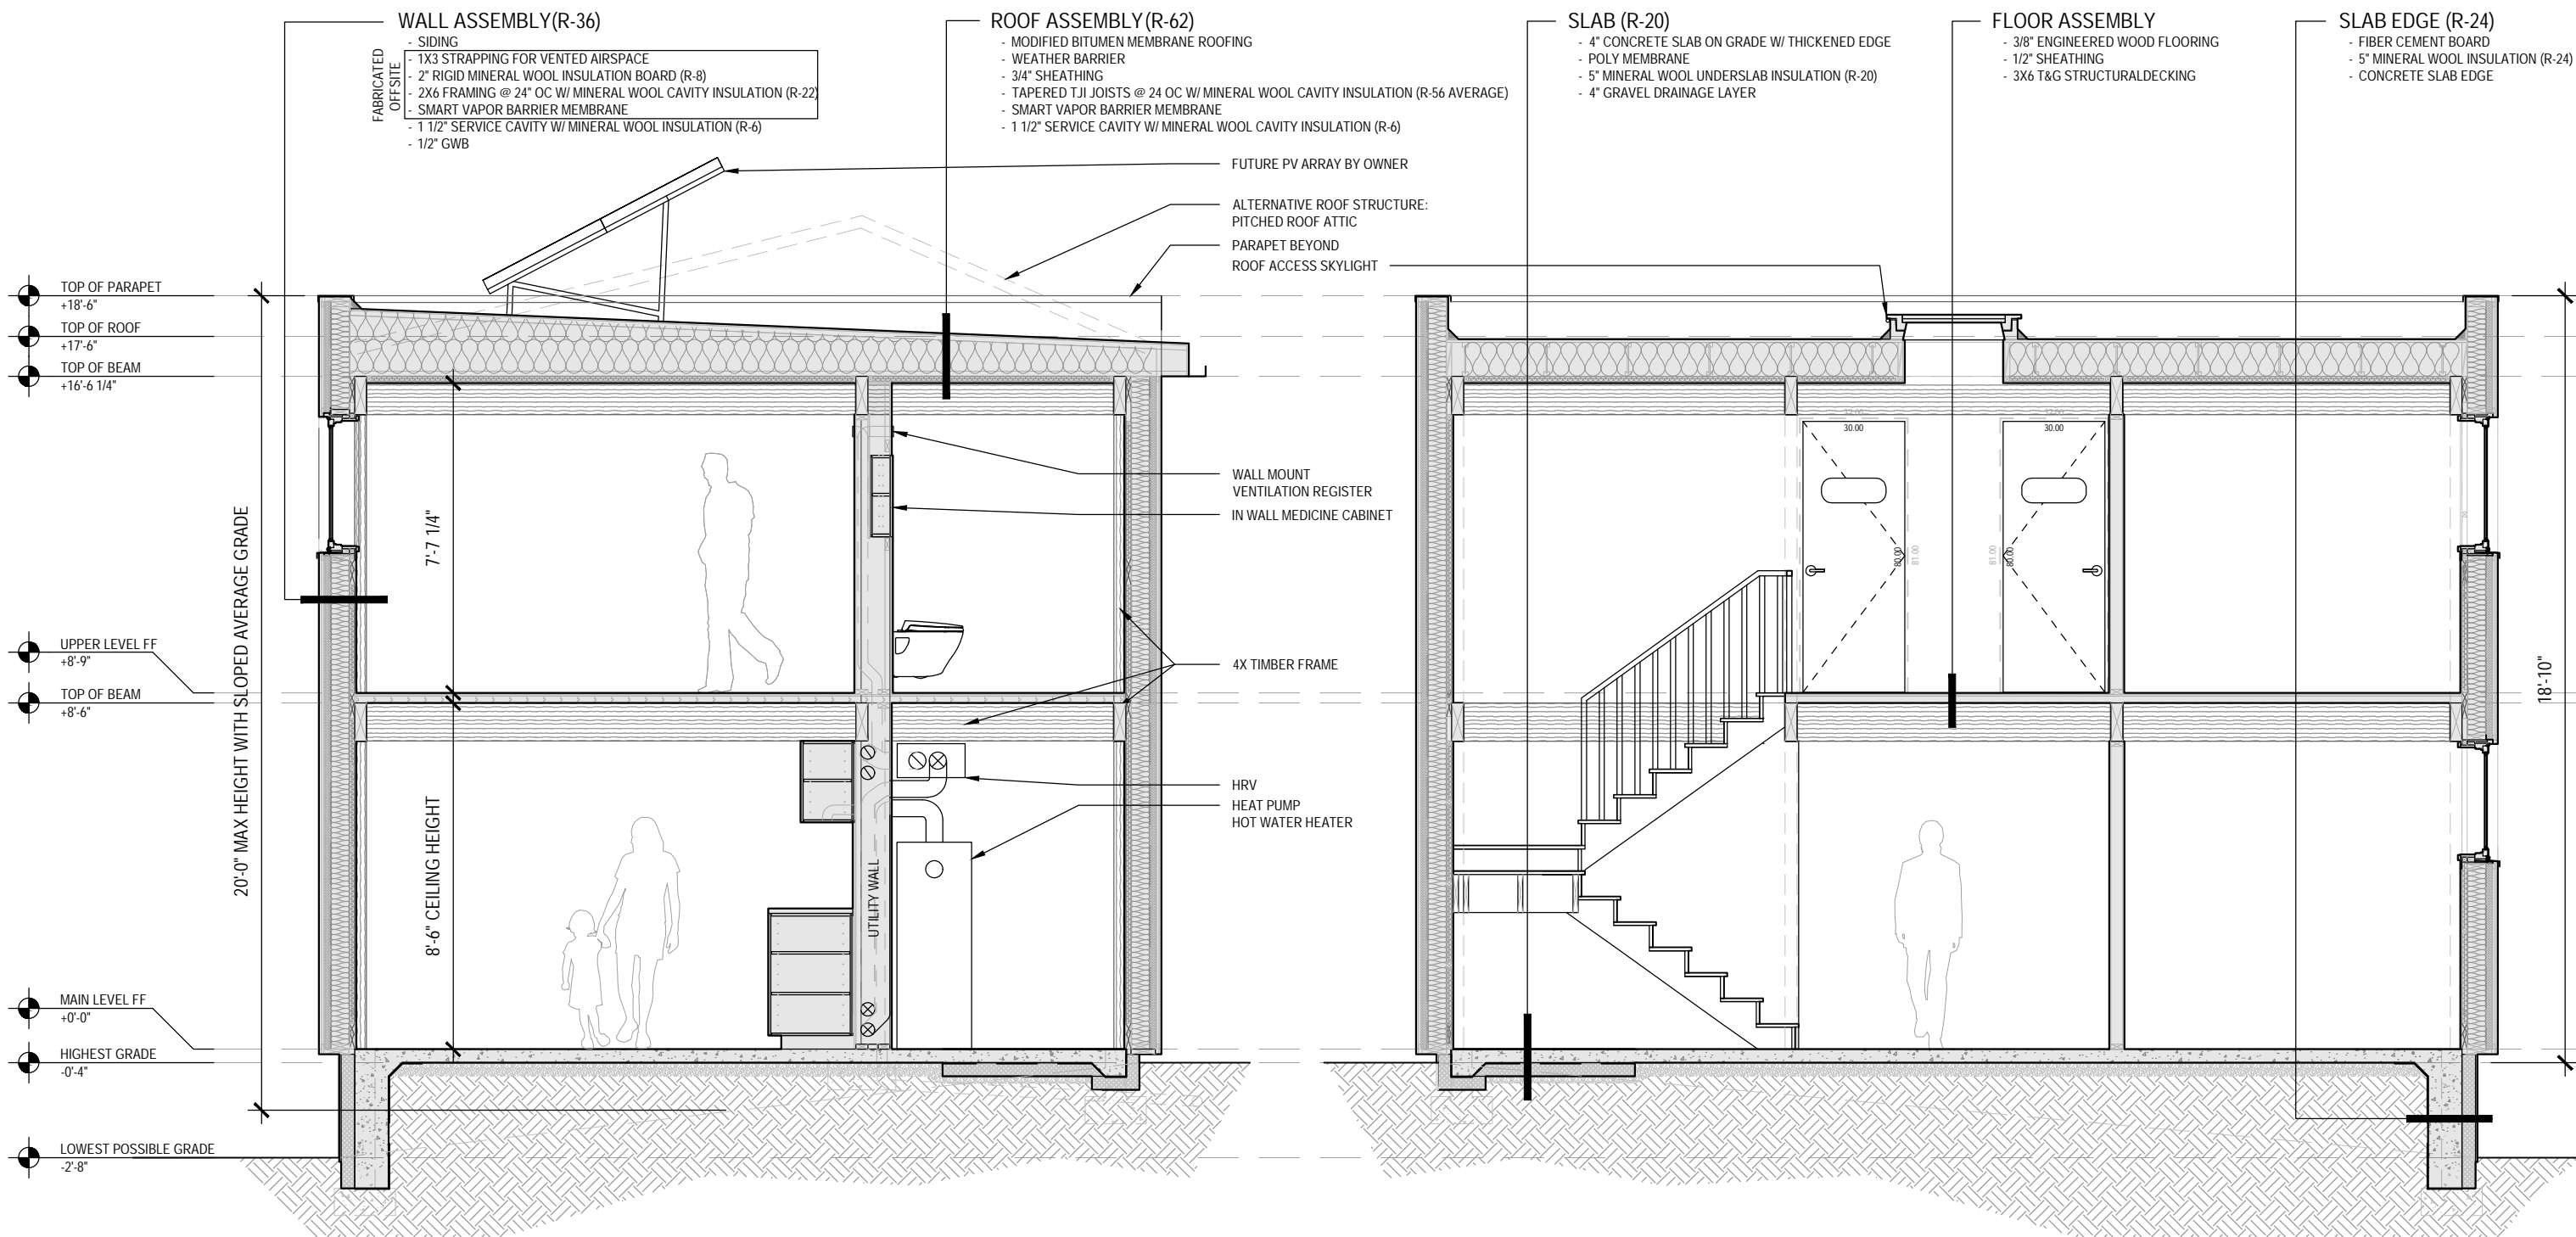 WALL ASSEMBLY (R-36)
- SIDING
- 1X3 STRAPPING FOR VENTED AIRSPACE
- 2" RIGID MINERAL WOOL INSULATION BOARD (R-8)
- 2X6 FRAMING @ 24" OC W/ MINERAL WOOL CAVITY INSULATION (R-22)
- SMART VAPOR BARRIER MEMBRANE
- 1 1/2" SERVICE CAVITY W/ MINERAL WOOL INSULATION (R-6)
- 1/2" GWB
FABRICATED
OFFSITE
ROOF ASSEMBLY (R-62)
- MODIFIED BITUMEN MEMBRANE ROOFING
- WEATHER BARRIER
- 3/4" SHEATHING
- TAPERED TJI JOISTS @ 24 OC W/ MINERAL WOOL CAVITY INSULATION (R-56 AVERAGE)
- SMART VAPOR BARRIER MEMBRANE
- 1 1/2" SERVICE CAVITY W/ MINERAL WOOL CAVITY INSULATION (R-6)
SLAB (R-20)
- 4" CONCRETE SLAB ON GRADE W/ THICKENED EDGE
- POLY MEMBRANE
- 5" MINERAL WOOL UNDERSLAB INSULATION (R-20)
- 4" GRAVEL DRAINAGE LAYER
FLOOR ASSEMBLY
- 3/8" ENGINEERED WOOD FLOORING
- 1/2" SHEATHING
- 3X6 T&G STRUCTURALDECKING
SLAB EDGE (R-24)
- FIBER CEMENT BOARD
- 5" MINERAL WOOL INSULATION (R-24)
- CONCRETE SLAB EDGE
FUTURE PV ARRAY BY OWNER
ALTERNATIVE ROOF STRUCTURE:
PITCHED ROOF ATTIC
PARAPET BEYOND
ROOF ACCESS SKYLIGHT
TOP OF PARAPET
+18'-6"
TOP OF ROOF
+17'-6"
TOP OF BEAM
+16'-6 1/4"
UPPER LEVEL FF
+8'-9"
TOP OF BEAM
+8'-6"
MAIN LEVEL FF
+0'-0"
HIGHEST GRADE
-0'-4"
LOWEST POSSIBLE GRADE
-2'-8"
20'-0" MAX HEIGHT WITH SLOPED AVERAGE GRADE
7'-7 1/4"
8'-6" CEILING HEIGHT
UTILITY WALL
WALL MOUNT
VENTILATION REGISTER
IN WALL MEDICINE CABINET
4X TIMBER FRAME
HRV
HEAT PUMP
HOT WATER HEATER
30.00
80.00
81.00
30.00
81.00
80.00
18'-10"